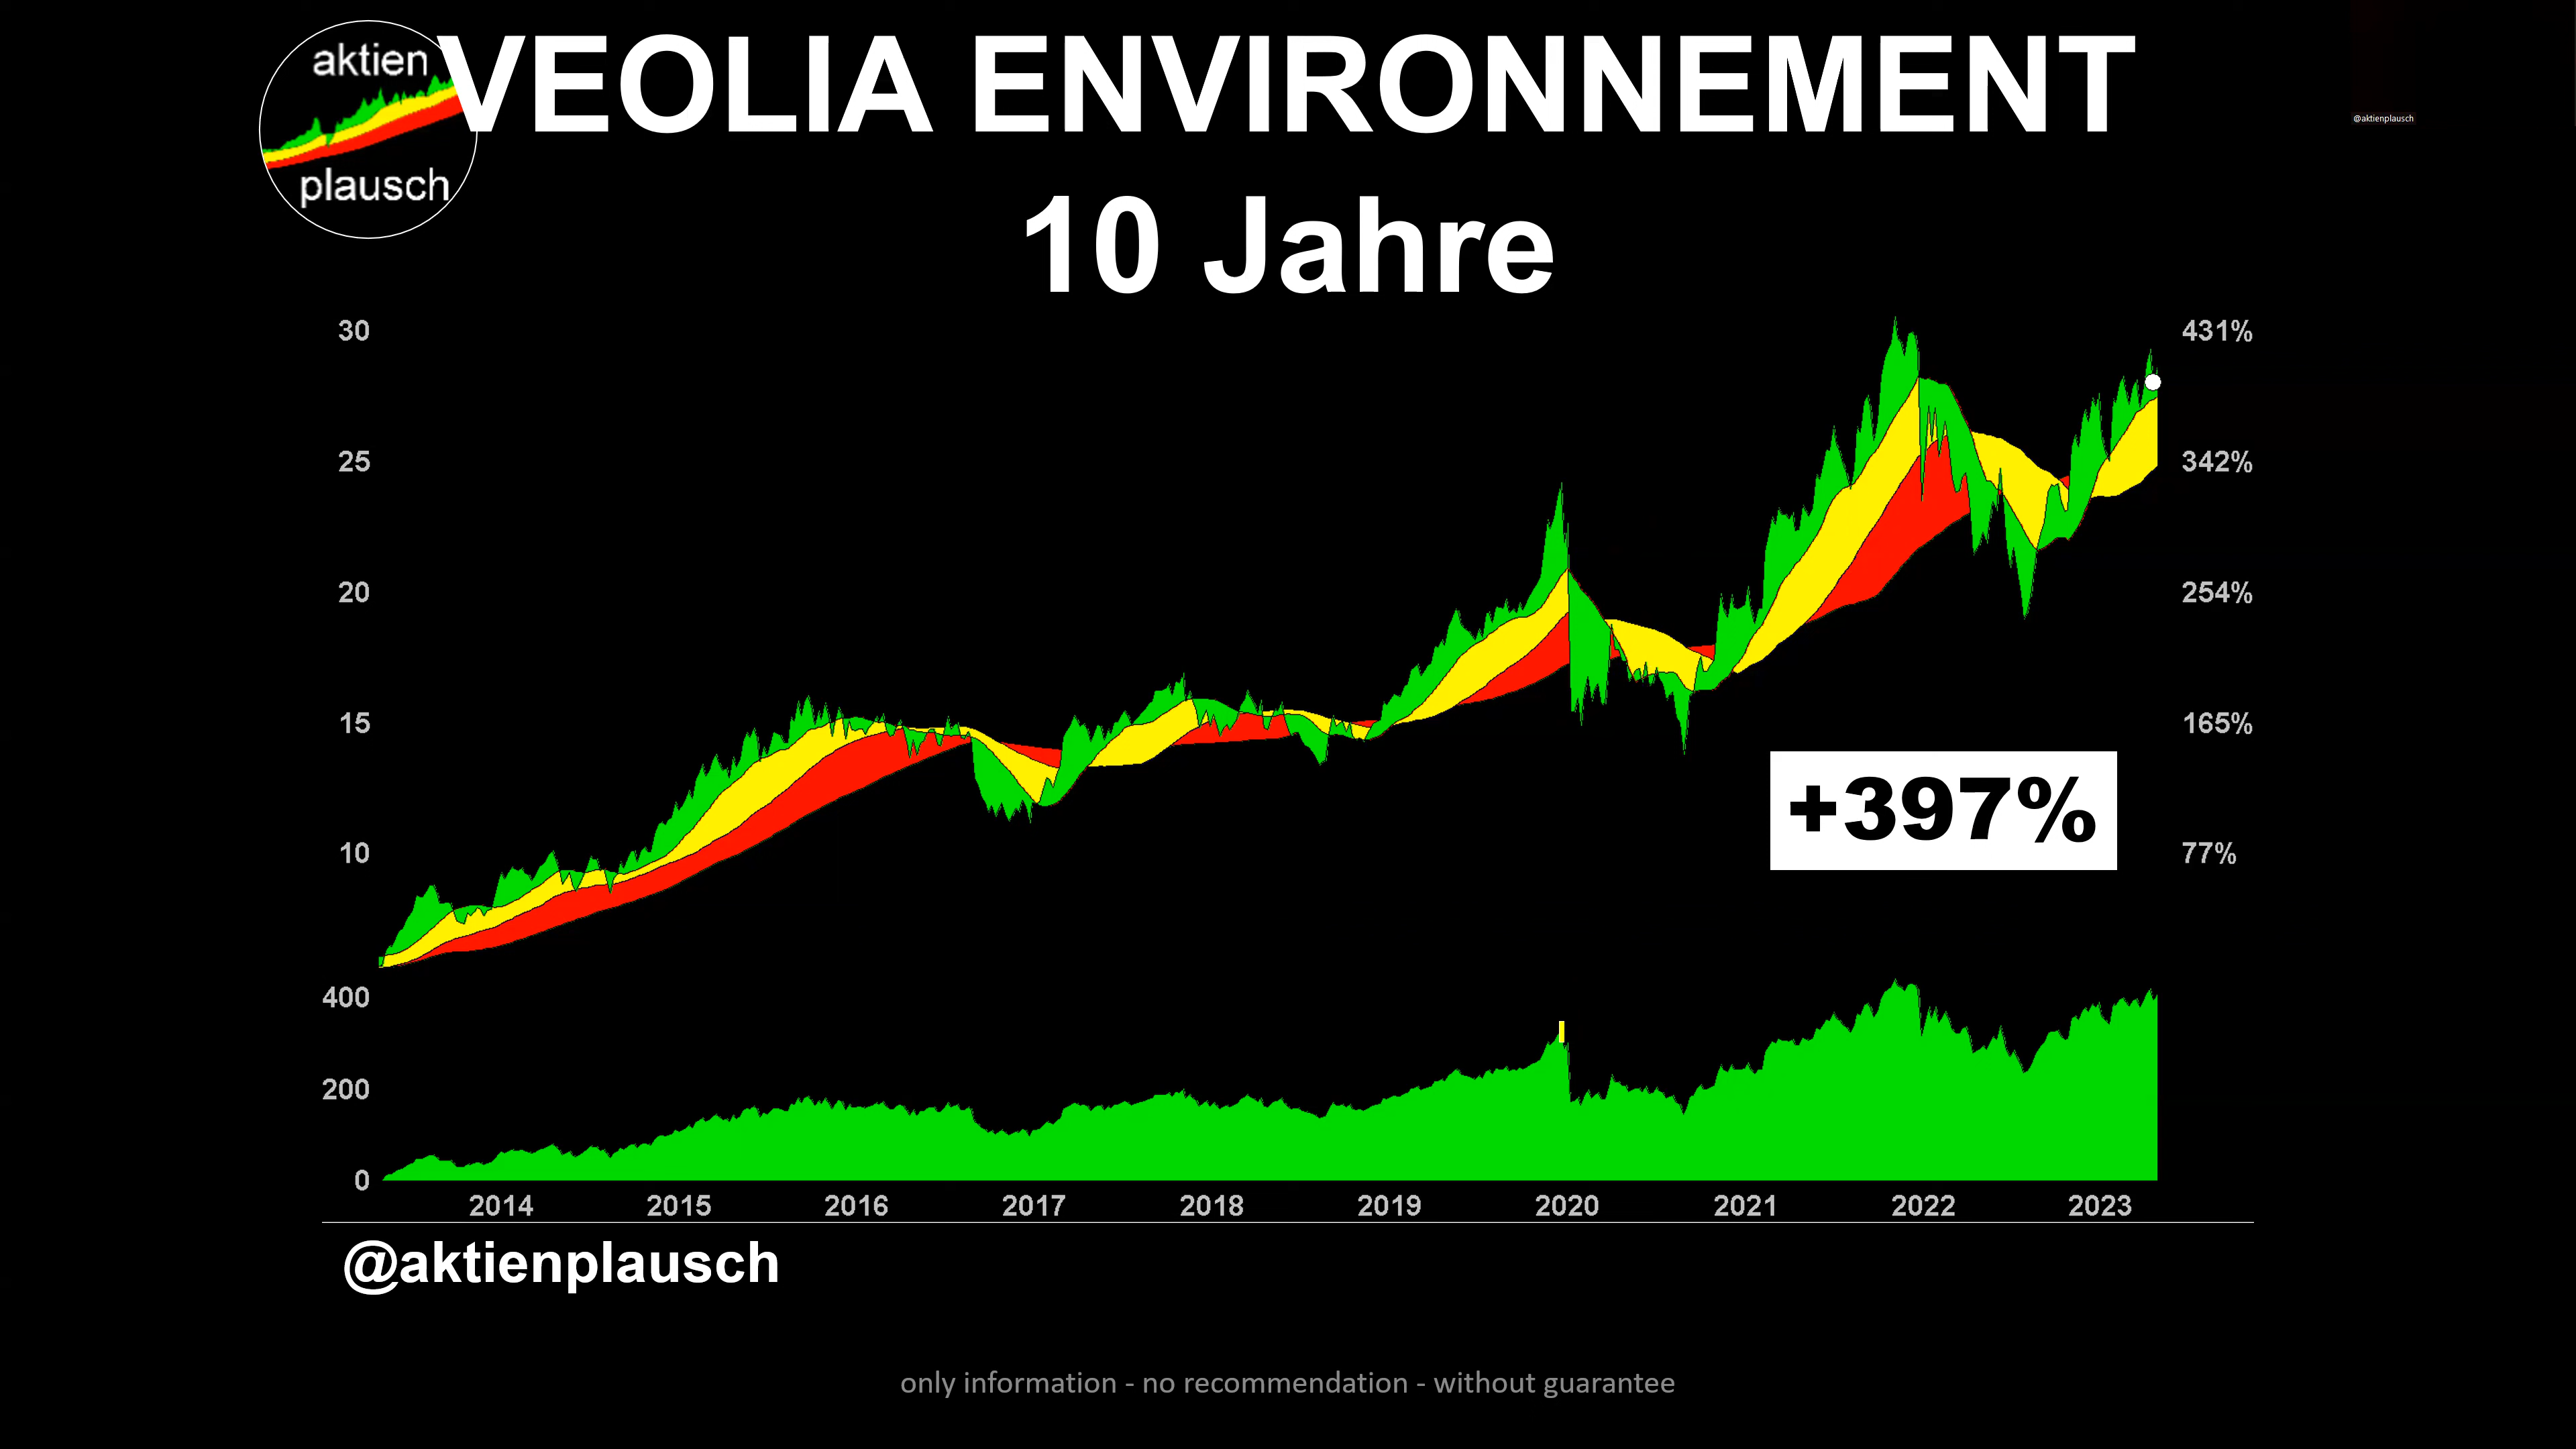 aktien
plausch
VEOLIA ENVIRONNEMENT
@aktienplausch
10 Jahre
30
431%
25
342%
20
254%
15
165%
+397%
10
77%
400
200
0
2014 2015 2016 2017 2018 2019 2020 2021 2022 2023
@aktienplausch
only information - no recommendation - without guarantee